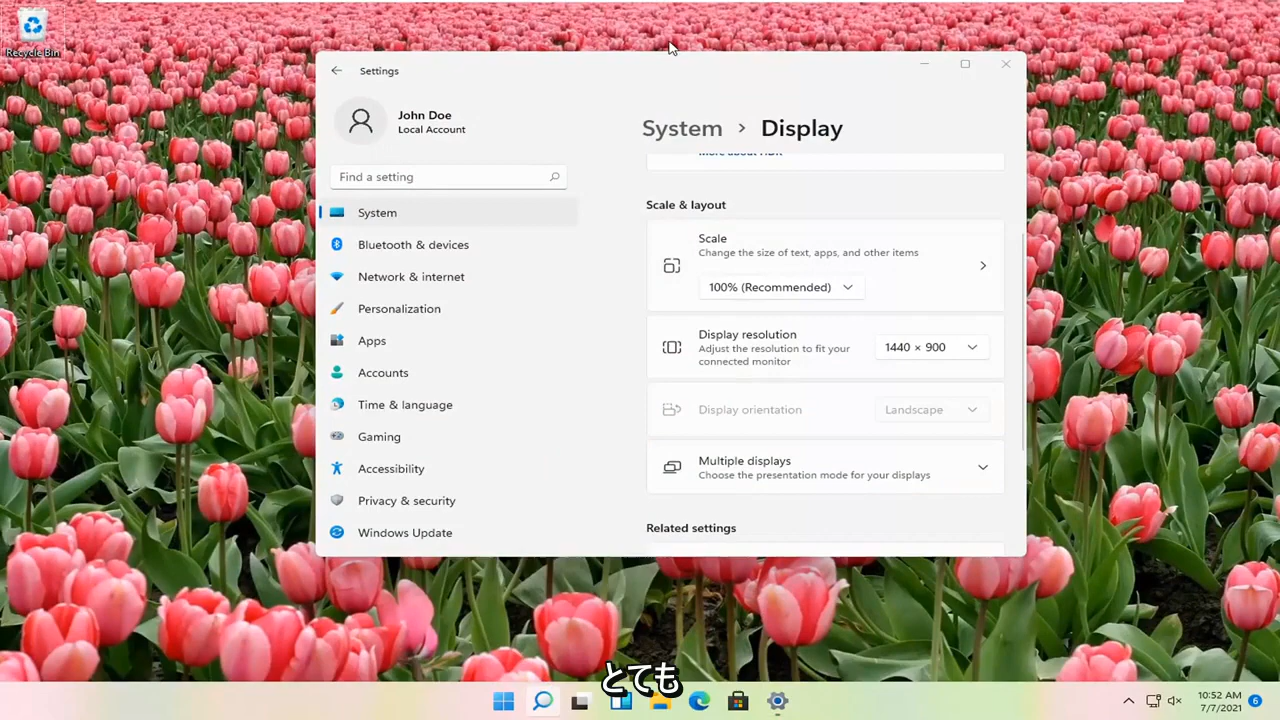 Recycle Bin
Settings
John Doe
Local Account
Find a setting
System
Bluetooth & devices
Network & internet
Personalization
Apps
Accounts
Time & language
Gaming
Accessibility
Privacy & security
Windows Update
System > Display
More about HDR
Scale & layout
Scale
Change the size of text, apps, and other items
100% (Recommended)
Display resolution
Adjust the resolution to fit your
connected monitor
1440 × 900
Display orientation
Landscape
Multiple displays
Choose the presentation mode for your displays
Related settings
とても
10:52 AM
7/7/2021
6